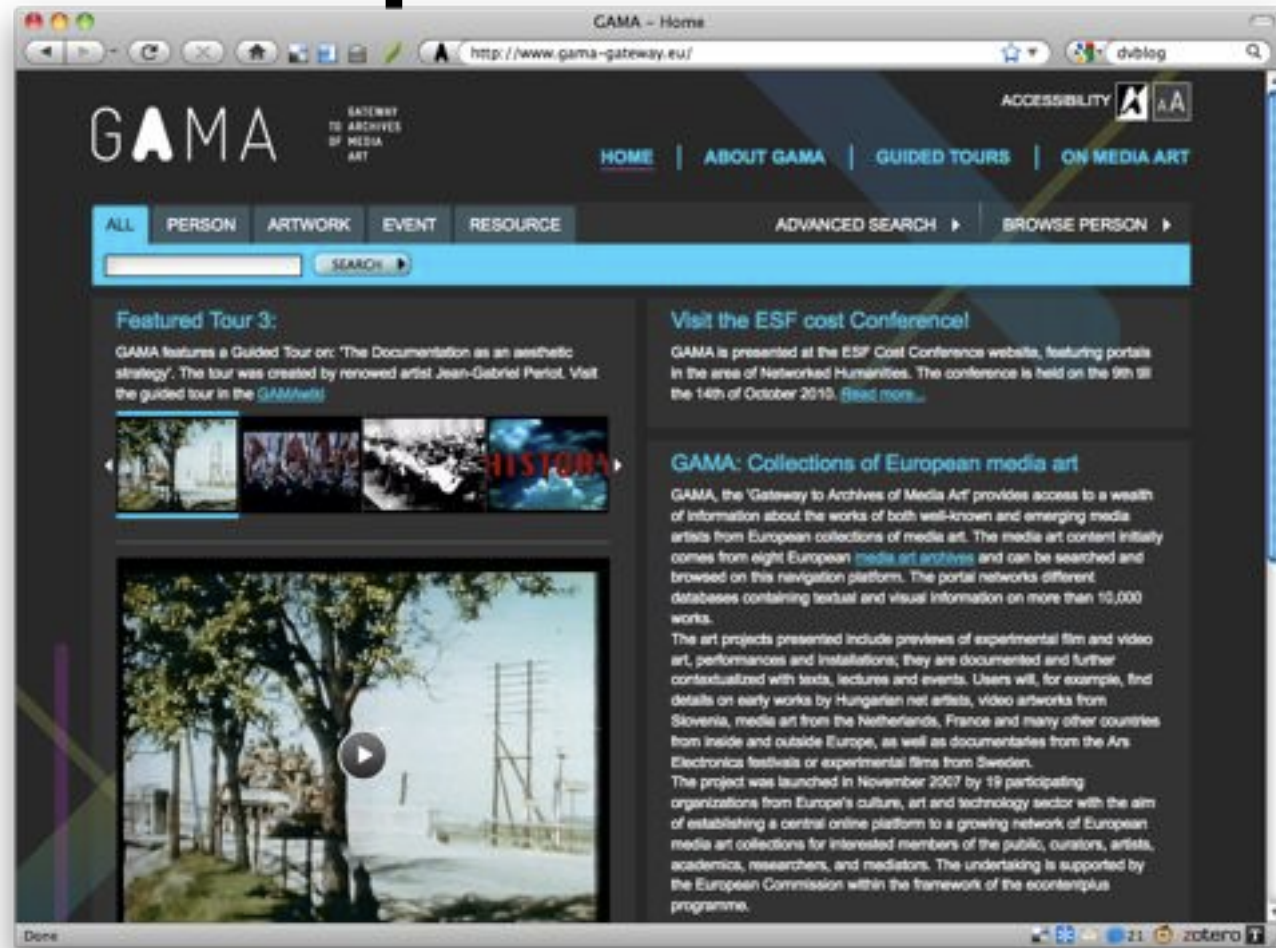 GAMA - Home
http://www.gama-gateway.eu/
dvblog
GAMA
GATEWAY
TO ARCHIVES
OF MEDIA
ART
ACCESSIBILITY
AA
HOME | ABOUT GAMA | GUIDED TOURS | ON MEDIA ART
ALL PERSON ARTWORK EVENT RESOURCE ADVANCED SEARCH BROWSE PERSON
SEARCH
Featured Tour 3:
GAMA features a Guided Tour on: 'The Documentation as an aesthetic
strategy'. The tour was created by renowed artist Jean-Gabriel Periot. Visit
the guided tour in the GAMAwiki
HISTORY
Visit the ESF cost Conference!
GAMA is presented at the ESF Cost Conference website, featuring portals
in the area of Networked Humanities. The conference is held on the 9th till
the 14th of October 2010. Read more...
GAMA: Collections of European media art
GAMA, the 'Gateway to Archives of Media Art' provides access to a wealth
of information about the works of both well-known and emerging media
artists from European collections of media art. The media art content initially
comes from eight European media art archives and can be searched and
browsed on this navigation platform. The portal networks different
databases containing textual and visual information on more than 10,000
works.
The art projects presented include previews of experimental film and video
art, performances and installations; they are documented and further
contextualized with texts, lectures and events. Users will, for example, find
details on early works by Hungarian net artists, video artworks from
Slovenia, media art from the Netherlands, France and many other countries
from inside and outside Europe, as well as documentaries from the Ars
Electronica festivals or experimental films from Sweden.
The project was launched in November 2007 by 19 participating
organizations from Europe's culture, art and technology sector with the aim
of establishing a central online platform to a growing network of European
media art collections for interested members of the public, curators, artists,
academics, researchers, and mediators. The undertaking is supported by
the European Commission within the framework of the econtentplus
programme.
Done
21 zotero